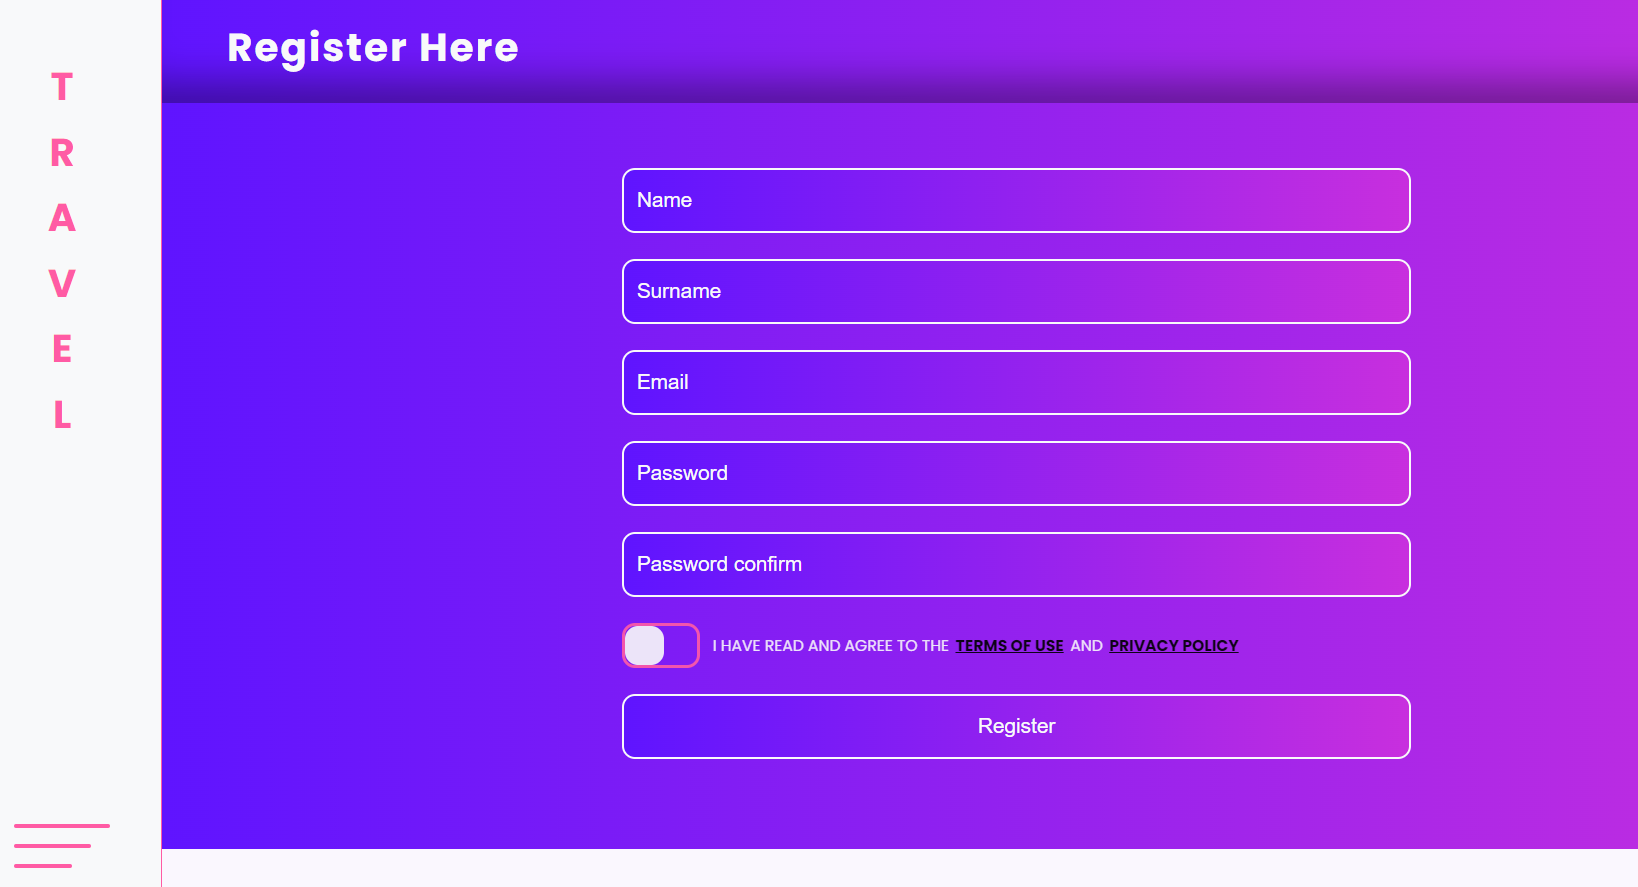 Register Here
T
R
A
V
E
L
Name
Surname
Email
Password
Password confirm
I HAVE READ AND AGREE TO THE TERMS OF USE AND PRIVACY POLICY
Register